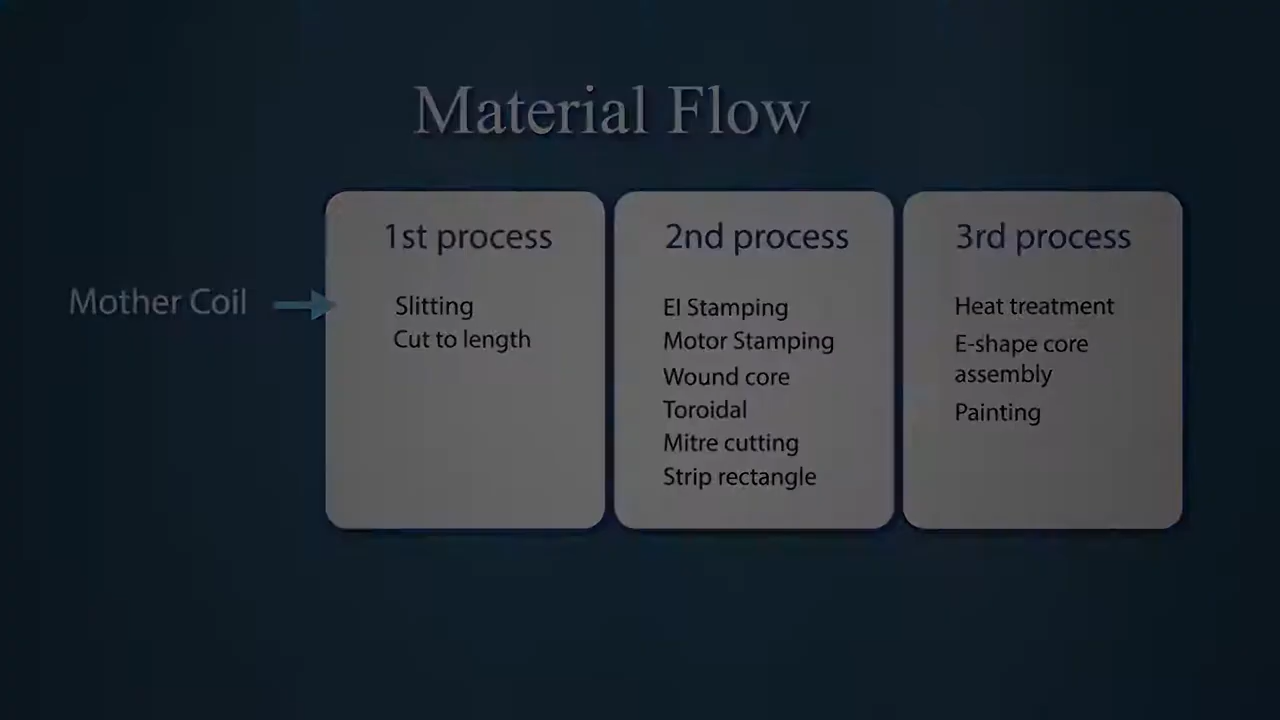 Material Flow
Mother Coil
1st process
Slitting
Cut to length
2nd process
EI Stamping
Motor Stamping
Wound core
Toroidal
Mitre cutting
Strip rectangle
3rd process
Heat treatment
E-shape core
assembly
Painting